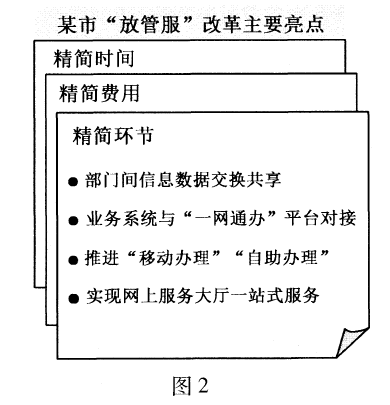 某市“放管服”改革主要亮点
精简时间
精简费用
精简环节
●部门间信息数据交换共享
●业务系统与“一网通办”平台对接
●推进“移动办理”“自助办理”
●实现网上服务大厅一站式服务
图2